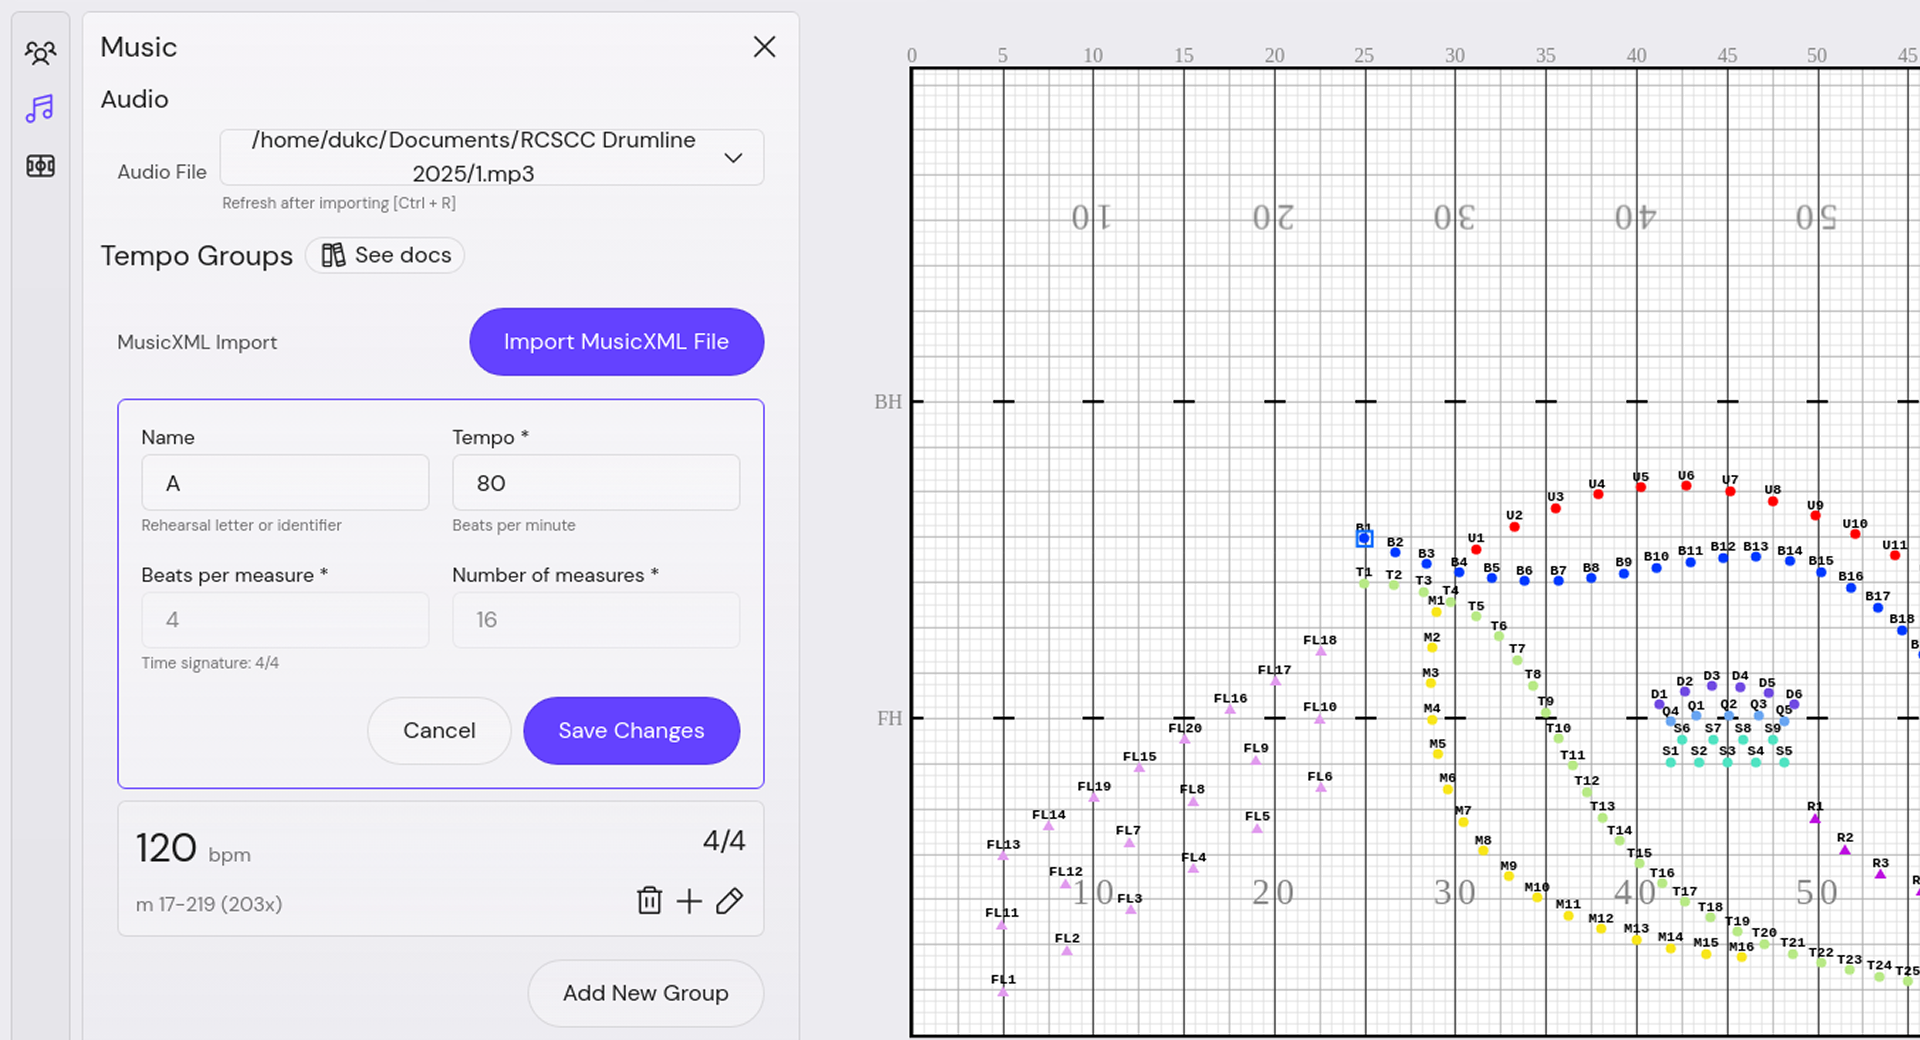 Music
Audio
Audio File
/home/dukc/Documents/RCSCC Drumline
2025/1.mp3
Refresh after importing [Ctrl + R]
Tempo Groups
See docs
MusicXML Import
Import MusicXML File
Name
Tempo *
A
80
Rehearsal letter or identifier
Beats per minute
Beats per measure *
Number of measures *
4
16
Time signature: 4/4
Cancel
Save Changes
120 bpm
4/4
m 17-219 (203x)
Add New Group
0 5 10 15 20 25 30 35 40 45 50 45
10 20 30 40 50
BH
U1 U2 U3 U4 U5 U6 U7 U8 U9 U10 U11
B1 B2 B3 B4 B5 B6 B7 B8 B9 B10 B11 B12 B13 B14 B15 B16 B17 B18
T1 T2 T3 T4 T5 T6 T7 T8 T9 T10 T11 T12 T13 T14 T15 T16 T17 T18 T19 T20 T21 T22 T23 T24 T25
M1 M2 M3 M4 M5 M6 M7 M8 M9 M10 M11 M12 M13 M14 M15 M16
FH
FL18
FL17
FL16 FL10
FL20
FL15 FL9
FL19 FL8 FL6
FL14 FL7 FL5
FL13 FL4
FL12 FL3
FL11
FL2
FL1
D1 D2 D3 D4 D5 D6
Q4 Q1 Q2 Q3 Q5
S6 S7 S8 S9
S1 S2 S3 S4 S5
R1
R2
R3
10 20 30 40 50